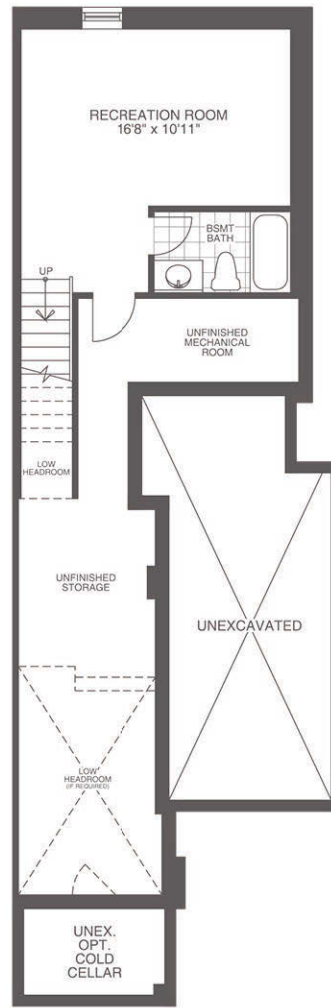 RECREATION ROOM
16'8" x 10'11"
BSMT
BATH
UP
UNFINISHED
MECHANICAL
ROOM
LOW
HEADROOM
UNFINISHED
STORAGE
UNEXCAVATED
LOW
HEADROOM
(IF REQUIRED)
UNEX.
OPT.
COLD
CELLAR